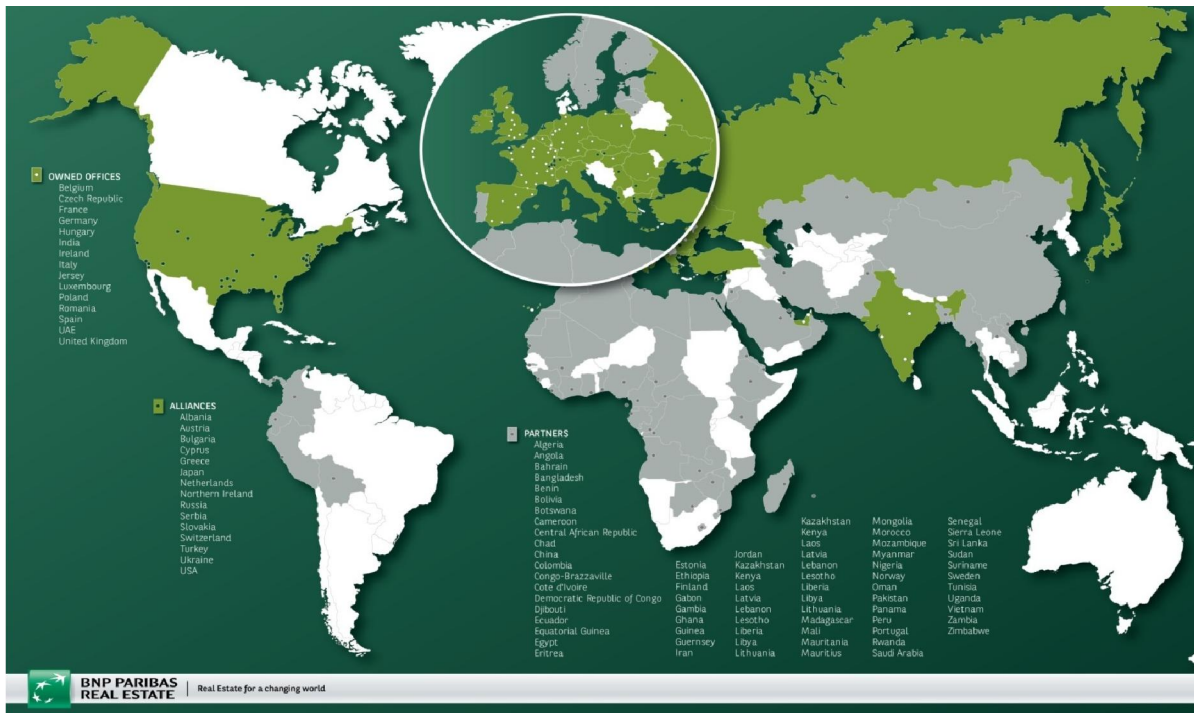 OWNED OFFICES
Belgium
Czech Republic
France
Germany
Hungary
India
Ireland
Italy
Jersey
Luxembourg
Poland
Romania
Spain
UAE
United Kingdom
ALLIANCES
Albania
Austria
Bulgaria
Cyprus
Greece
Japan
Netherlands
Northern Ireland
Russia
Serbia
Slovakia
Switzerland
Turkey
Ukraine
USA
PARTNERS
Algeria
Angola
Bahrain
Bangladesh
Benin
Bolivia
Botswana
Cameroon
Central African Republic
Chad
China
Colombia
Congo-Brazzaville
Cote d'Ivoire
Democratic Republic of Congo
Djibouti
Ecuador
Equatorial Guinea
Egypt
Eritrea
Estonia
Ethiopia
Finland
Gabon
Gambia
Ghana
Guinea
Guernsey
Iran
Jordan
Kazakhstan
Kenya
Laos
Latvia
Lebanon
Lesotho
Liberia
Libya
Lithuania
Kazakhstan
Kenya
Laos
Latvia
Lebanon
Lesotho
Liberia
Libya
Lithuania
Madagascar
Mali
Mauritania
Mauritius
Mongolia
Morocco
Mozambique
Myanmar
Nigeria
Norway
Oman
Pakistan
Panama
Peru
Portugal
Rwanda
Saudi Arabia
Senegal
Sierra Leone
Sri Lanka
Sudan
Suriname
Sweden
Tunisia
Uganda
Vietnam
Zambia
Zimbabwe
BNP PARIBAS
REAL ESTATE
Real Estate for a changing world